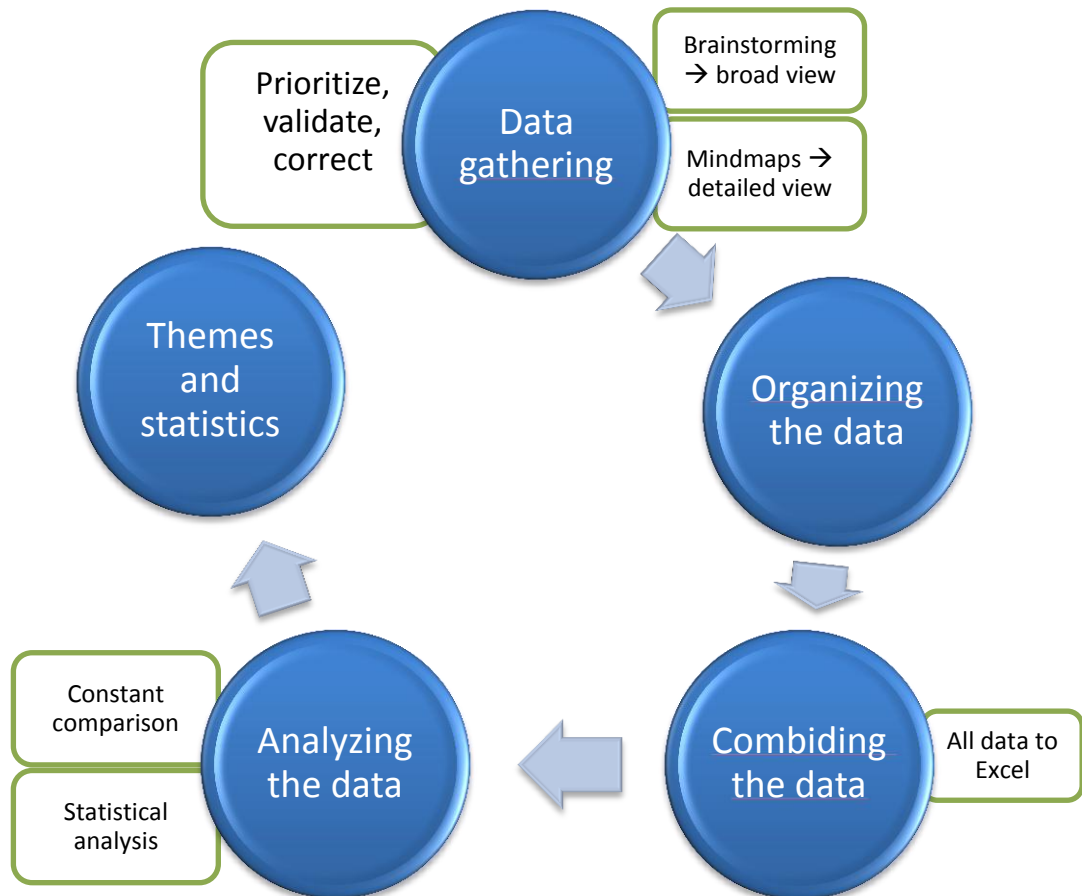 Prioritize,
validate,
correct
Data
gathering
Brainstorming
→ broad view
Mindmaps →
detailed view
Organizing
the data
Combiding
the data
All data to
Excel
Analyzing
the data
Constant
comparison
Statistical
analysis
Themes
and
statistics